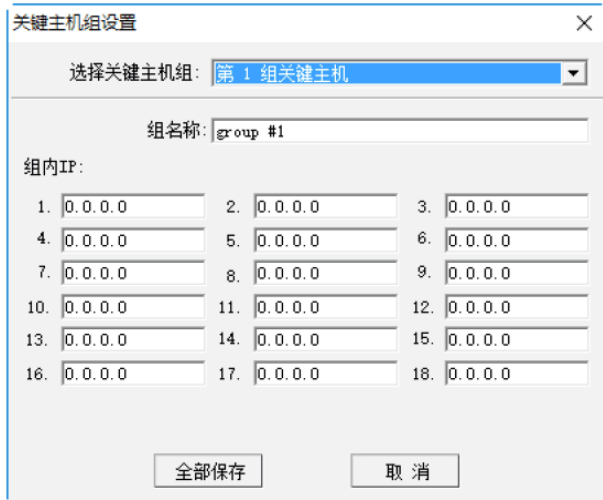 关键主机组设置
选择关键主机组: 第 1 组关键主机
组名称: group #1
组内IP:
1. 0.0.0.0 2. 0.0.0.0 3. 0.0.0.0
4. 0.0.0.0 5. 0.0.0.0 6. 0.0.0.0
7. 0.0.0.0 8. 0.0.0.0 9. 0.0.0.0
10. 0.0.0.0 11. 0.0.0.0 12. 0.0.0.0
13. 0.0.0.0 14. 0.0.0.0 15. 0.0.0.0
16. 0.0.0.0 17. 0.0.0.0 18. 0.0.0.0
全部保存 取 消